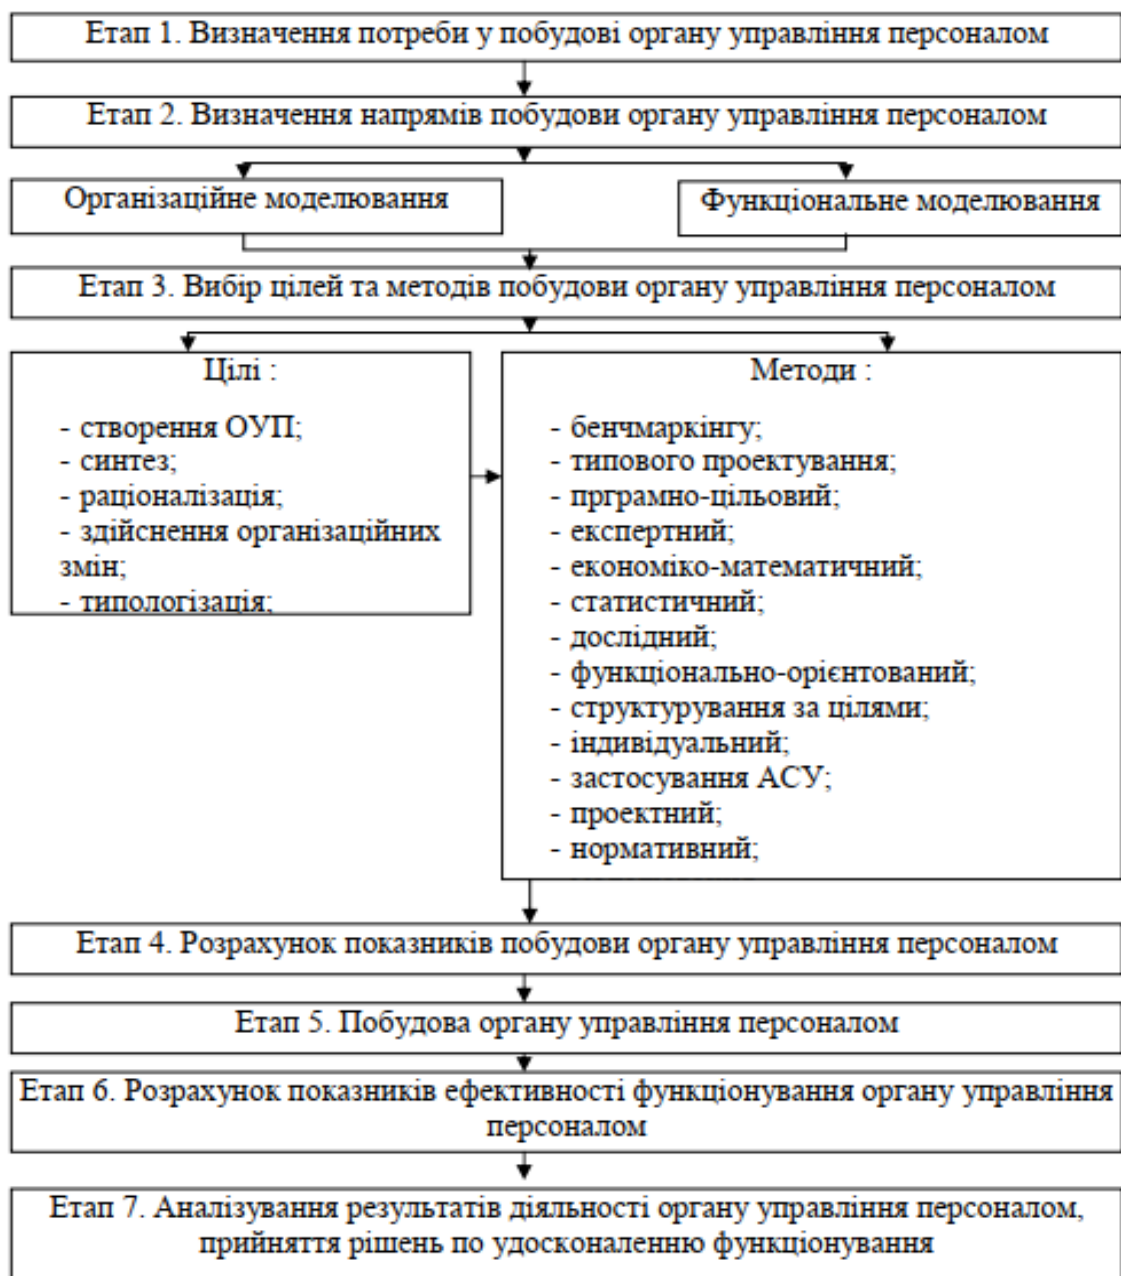 Етап 1. Визначення потреби у побудові органу управління персоналом
Етап 2. Визначення напрямів побудови органу управління персоналом
Організаційне моделювання
Функціональне моделювання
Етап 3. Вибір цілей та методів побудови органу управління персоналом
Цілі :
- створення ОУП;
- синтез;
- раціоналізація;
- здійснення організаційних
змін;
- типологізація;
Методи :
- бенчмаркінгу;
- типового проектування;
- прграмно-цільовий;
- експертний;
- економіко-математичний;
- статистичний;
- дослідний;
- функціонально-орієнтований;
- структурування за цілями;
- індивідуальний;
- застосування АСУ;
- проектний;
- нормативний;
Етап 4. Розрахунок показників побудови органу управління персоналом
Етап 5. Побудова органу управління персоналом
Етап 6. Розрахунок показників ефективності функціонування органу управління
персоналом
Етап 7. Аналізування результатів діяльності органу управління персоналом,
прийняття рішень по удосконаленню функціонування